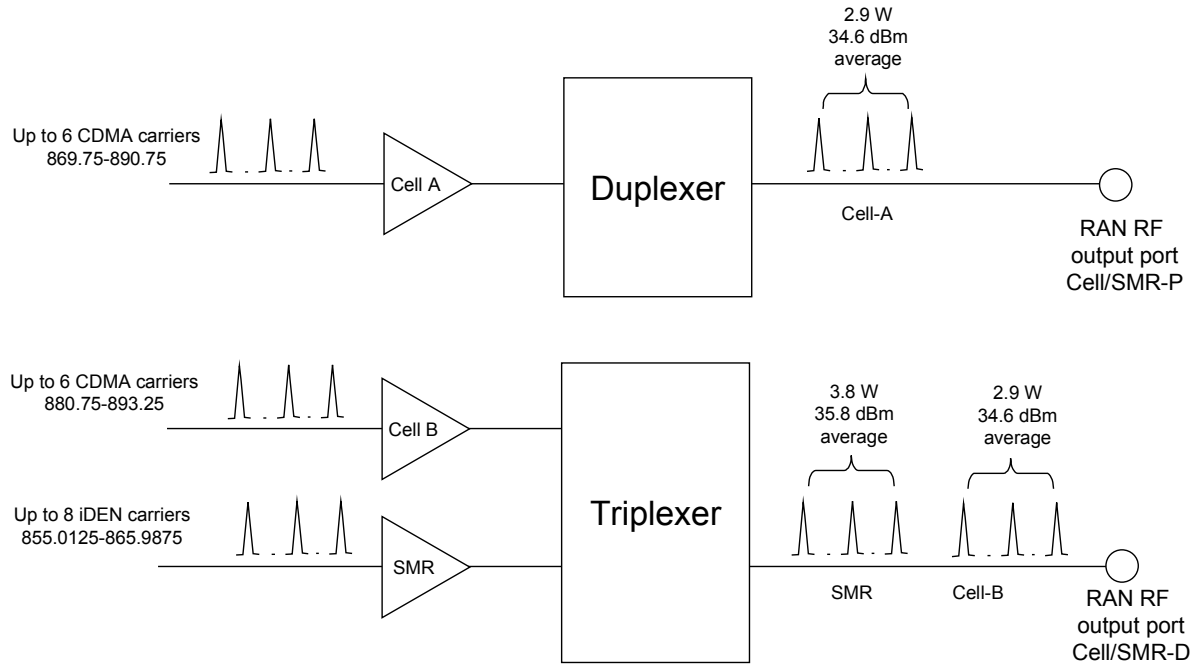 2.9 W
34.6 dBm
average
Up to 6 CDMA carriers
869.75-890.75
Cell A
Duplexer
Cell-A
RAN RF
output port
Cell/SMR-P
Up to 6 CDMA carriers
880.75-893.25
Cell B
3.8 W
35.8 dBm
average
2.9 W
34.6 dBm
average
Up to 8 iDEN carriers
855.0125-865.9875
SMR
Triplexer
SMR
Cell-B
RAN RF
output port
Cell/SMR-D